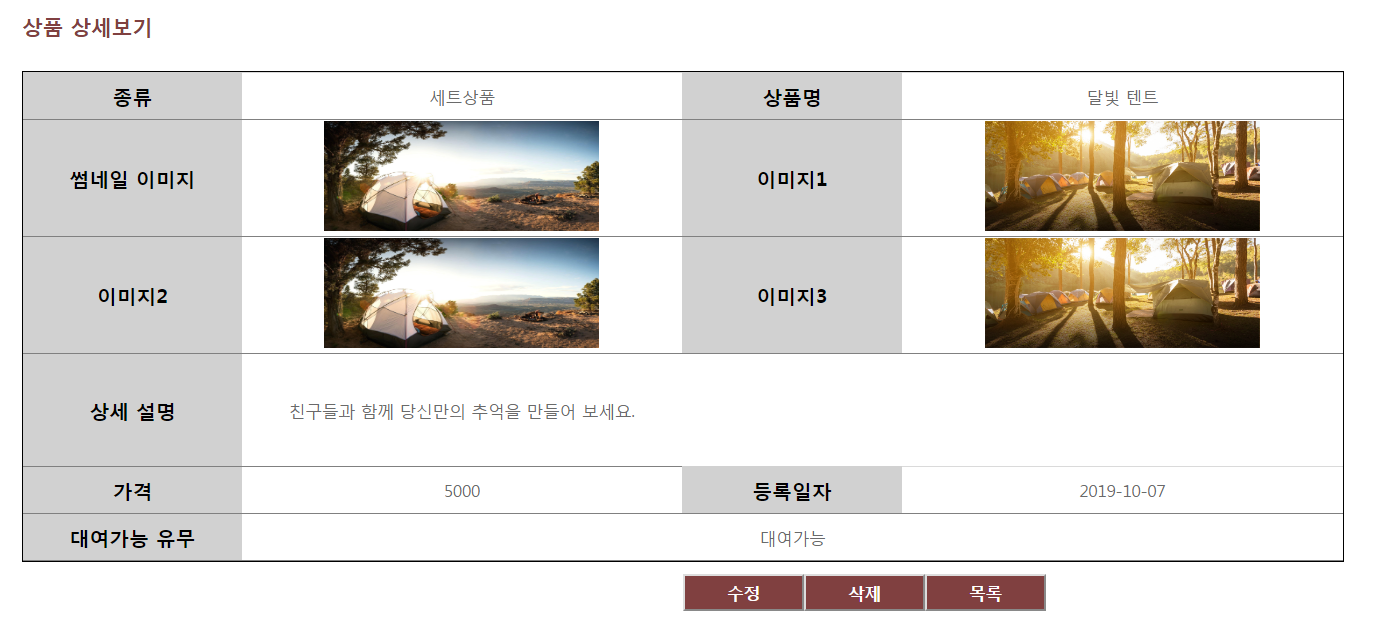 상품 상세보기
종류 세트상품 상품명 달빛 텐트
썸네일 이미지 이미지1
이미지2 이미지3
상세 설명 친구들과 함께 당신만의 추억을 만들어 보세요.
가격 5000 등록일자 2019-10-07
대여가능 유무 대여가능
수정 삭제 목록